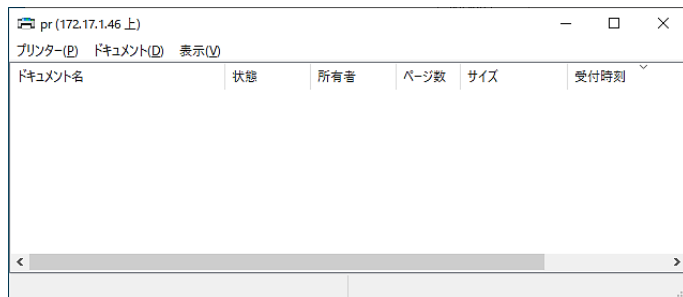 pr (172.17.1.46 上)
プリンター(P) ドキュメント(D) 表示(V)
ドキュメント名 状態 所有者 ページ数 サイズ 受付時刻